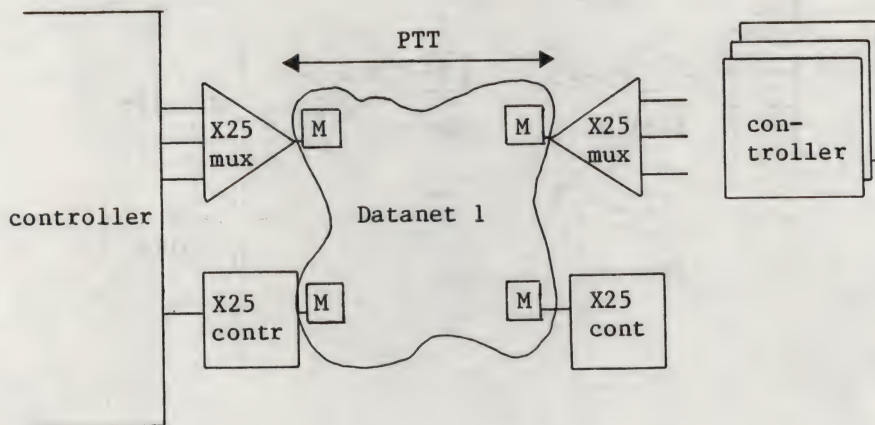 PTT
X25
mux
M
M
X25
mux
con-
troller
controller
Datanet 1
X25
contr
M
M
X25
cont